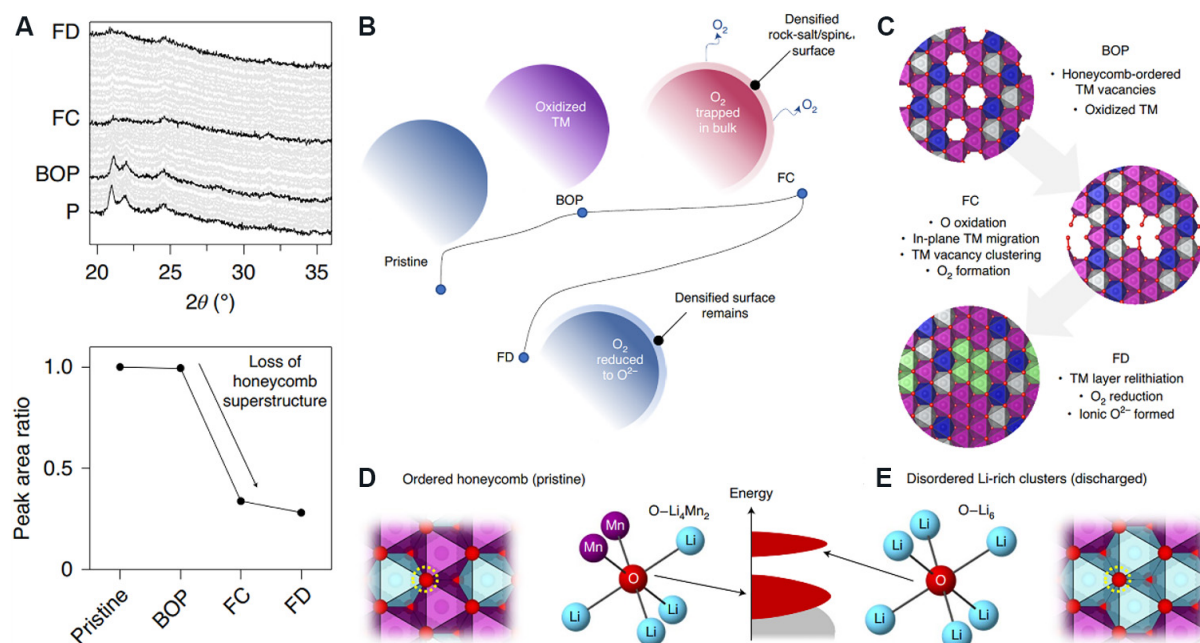 A
FD
FC
BOP
P
20
25
30
35
2θ (°)
1.0
0.5
0
Peak area ratio
Loss of
honeycomb
superstructure
Pristine
BOP
FC
FD
B
Oxidized
TM
O₂
Densified
rock-salt/spinel
surface
O₂
trapped
in bulk
O₂
FC
BOP
Pristine
FD
Densified surface
remains
O₂
reduced
to O²⁻
C
BOP
• Honeycomb-ordered
TM vacancies
• Oxidized TM
FC
• O oxidation
• In-plane TM migration
• TM vacancy clustering
• O₂ formation
FD
• TM layer relithiation
• O₂ reduction
• Ionic O²⁻ formed
D
Ordered honeycomb (pristine)
O–Li₄Mn₂
Mn
Mn
Li
O
Li
Li
Li
Energy
E
Disordered Li-rich clusters (discharged)
O–Li₆
Li
Li
Li
O
Li
Li
Li